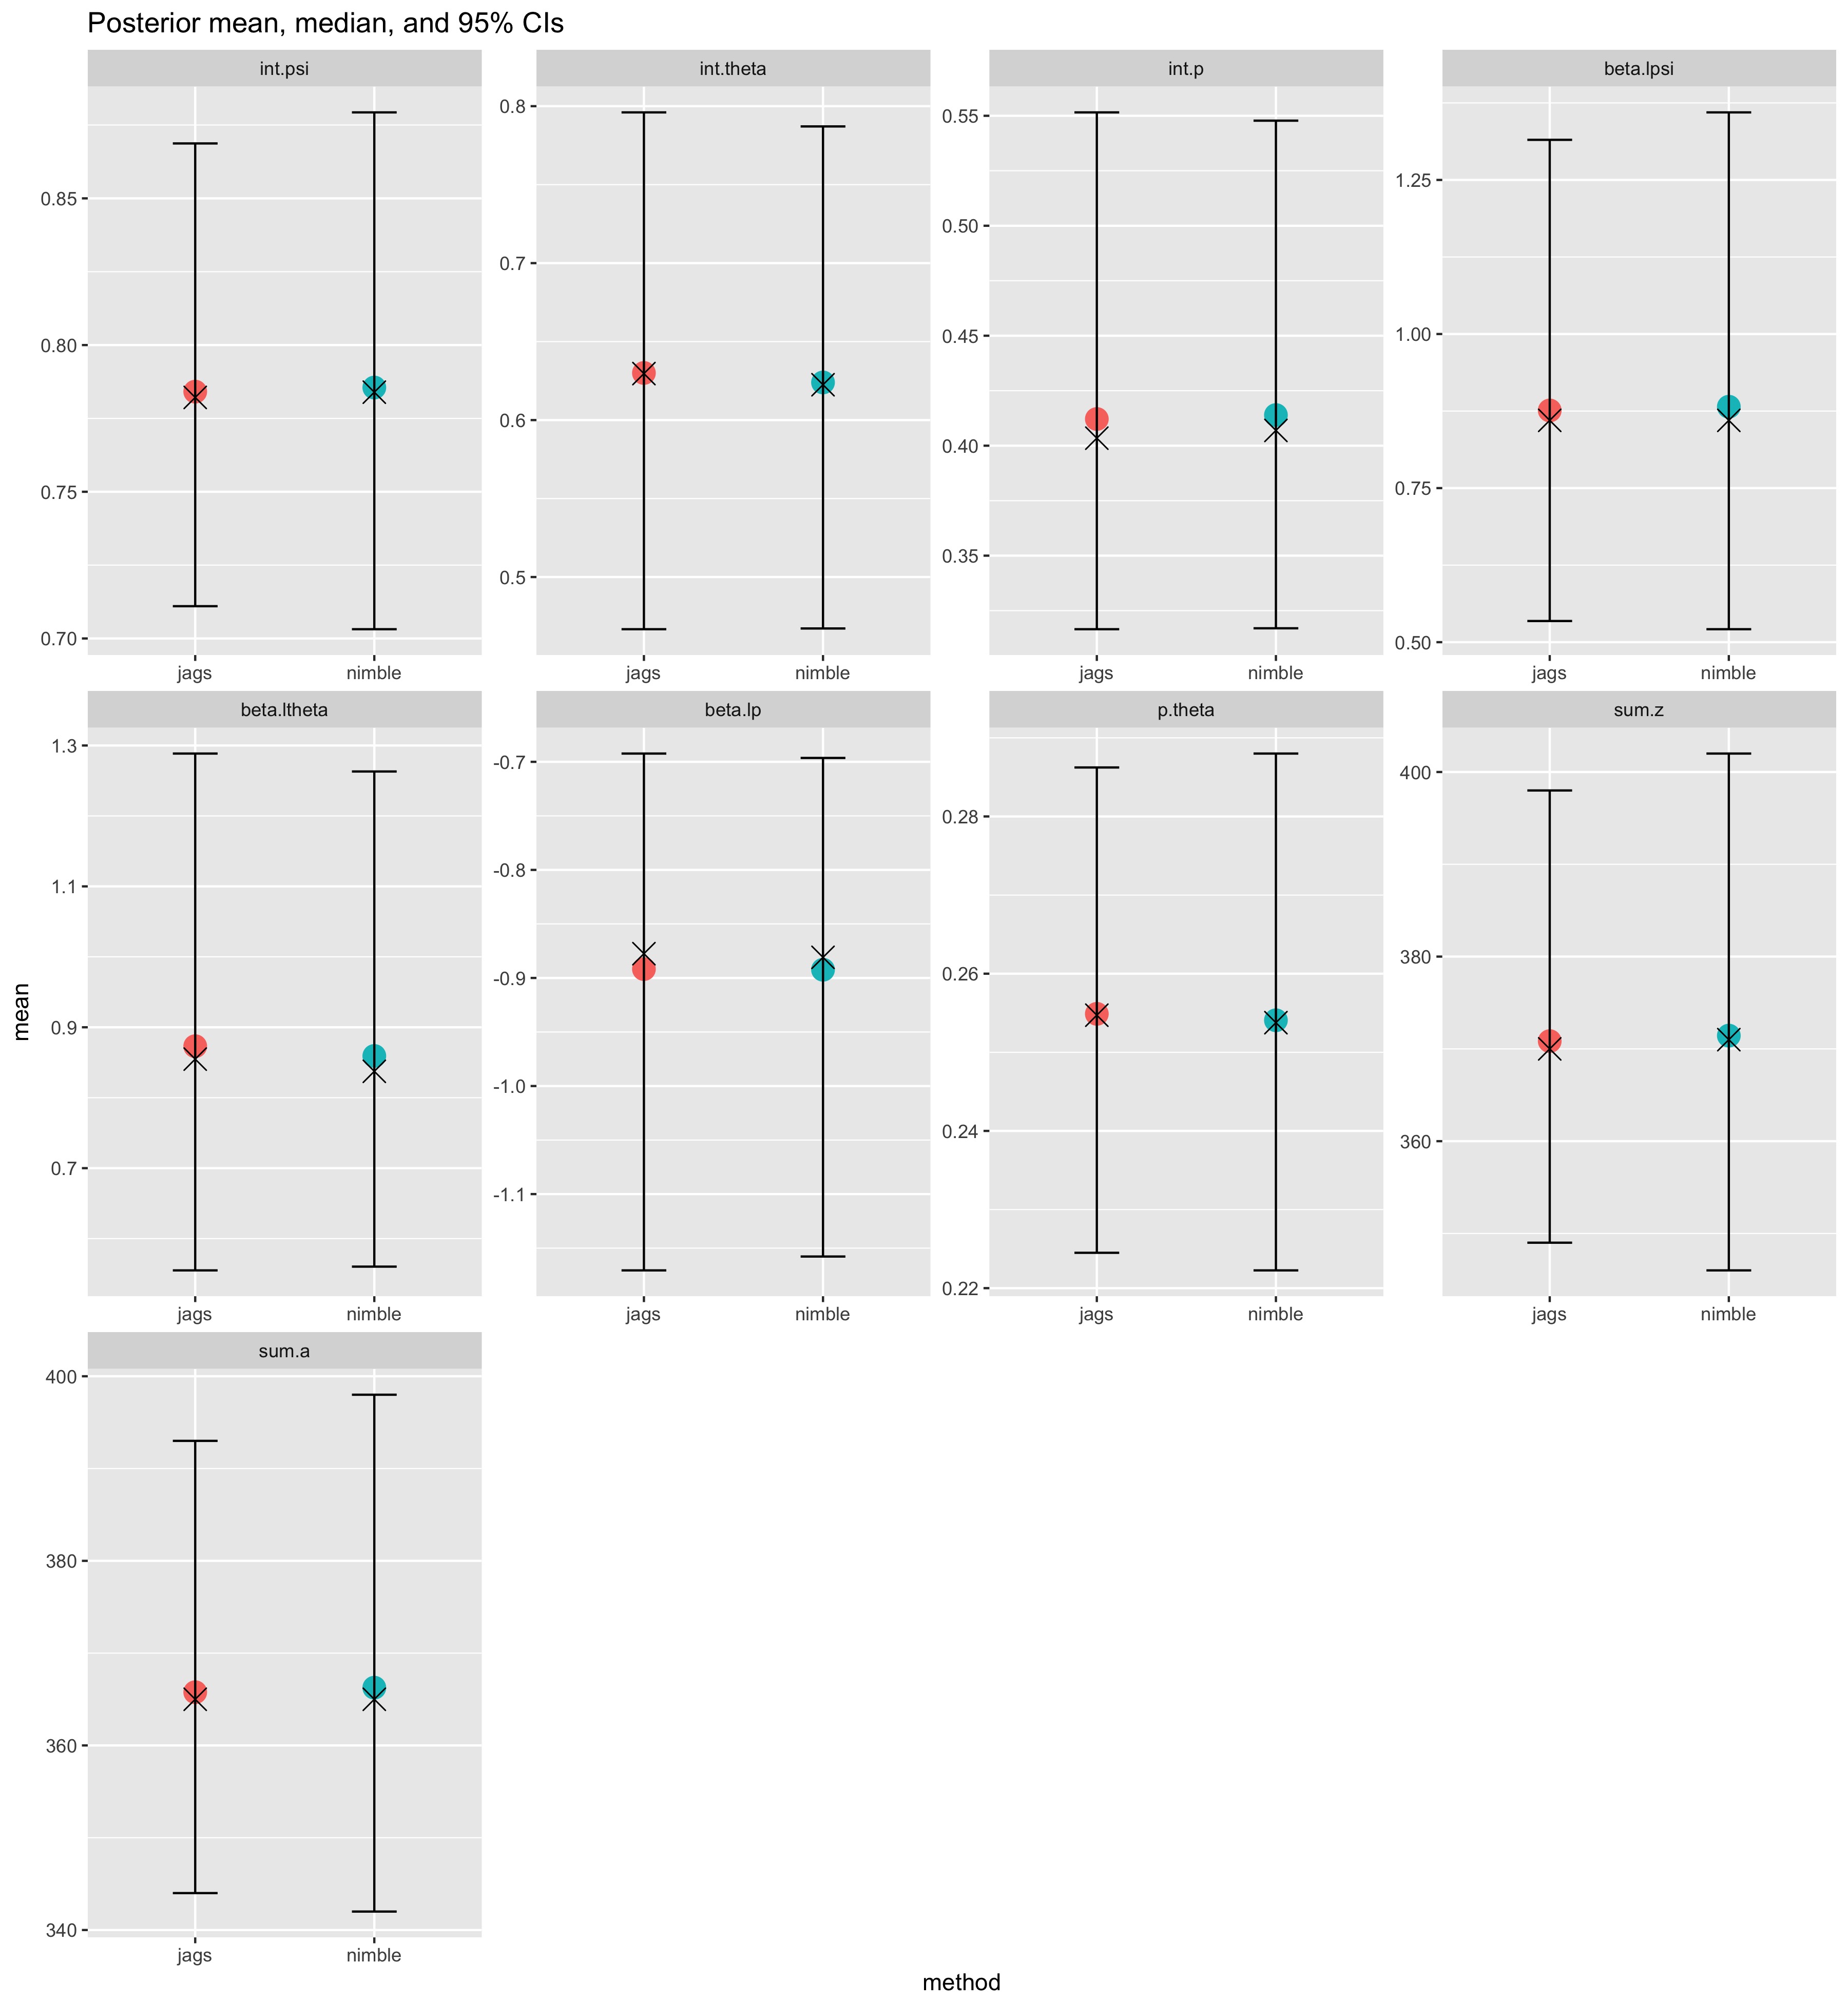 Posterior mean, median, and 95% CIs
int.psi
int.theta
int.p
beta.lpsi
0.85
0.80
0.75
0.70
0.8
0.7
0.6
0.5
0.55
0.50
0.45
0.40
0.35
1.25
1.00
0.75
0.50
jags nimble
jags nimble
jags nimble
jags nimble
beta.ltheta
beta.lp
p.theta
sum.z
1.3
1.1
0.9
0.7
-0.7
-0.8
-0.9
-1.0
-1.1
0.28
0.26
0.24
0.22
400
380
360
jags nimble
jags nimble
jags nimble
jags nimble
sum.a
400
380
360
340
jags nimble
mean
method